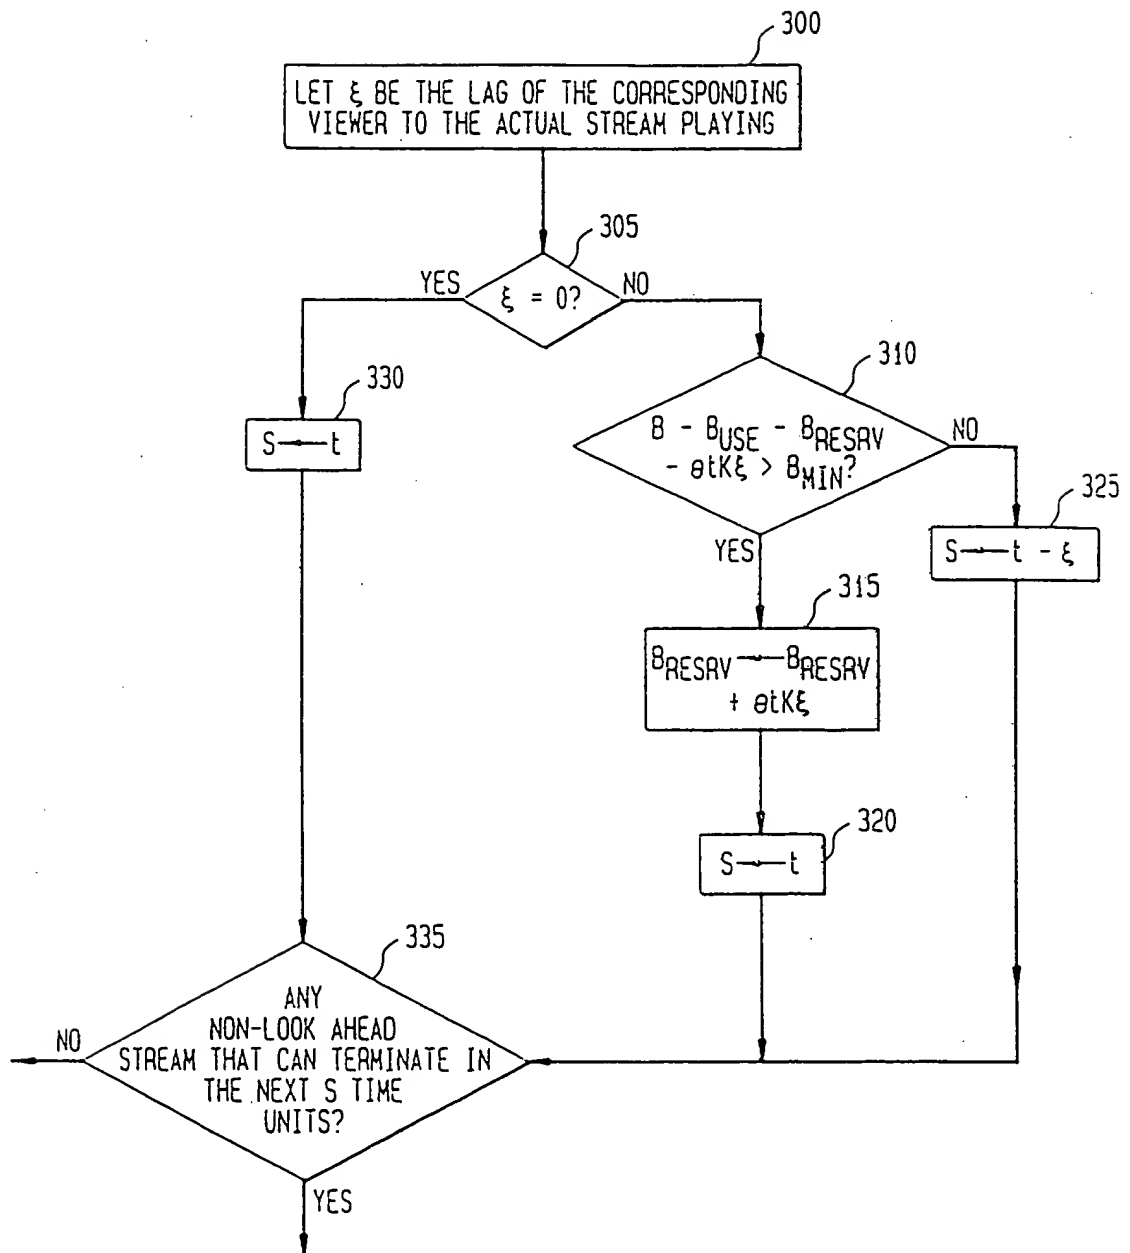 300
LET ξ BE THE LAG OF THE CORRESPONDING
VIEWER TO THE ACTUAL STREAM PLAYING
305
YES
ξ = 0?
NO
310
B - BUSE - BRESRV
- θtKξ > BMIN?
NO
YES
330
S←t
325
S←t - ξ
315
BRESRV←BRESRV
+ θtKξ
320
S←t
335
ANY
NON-LOOK AHEAD
STREAM THAT CAN TERMINATE IN
THE NEXT S TIME
UNITS?
NO
YES